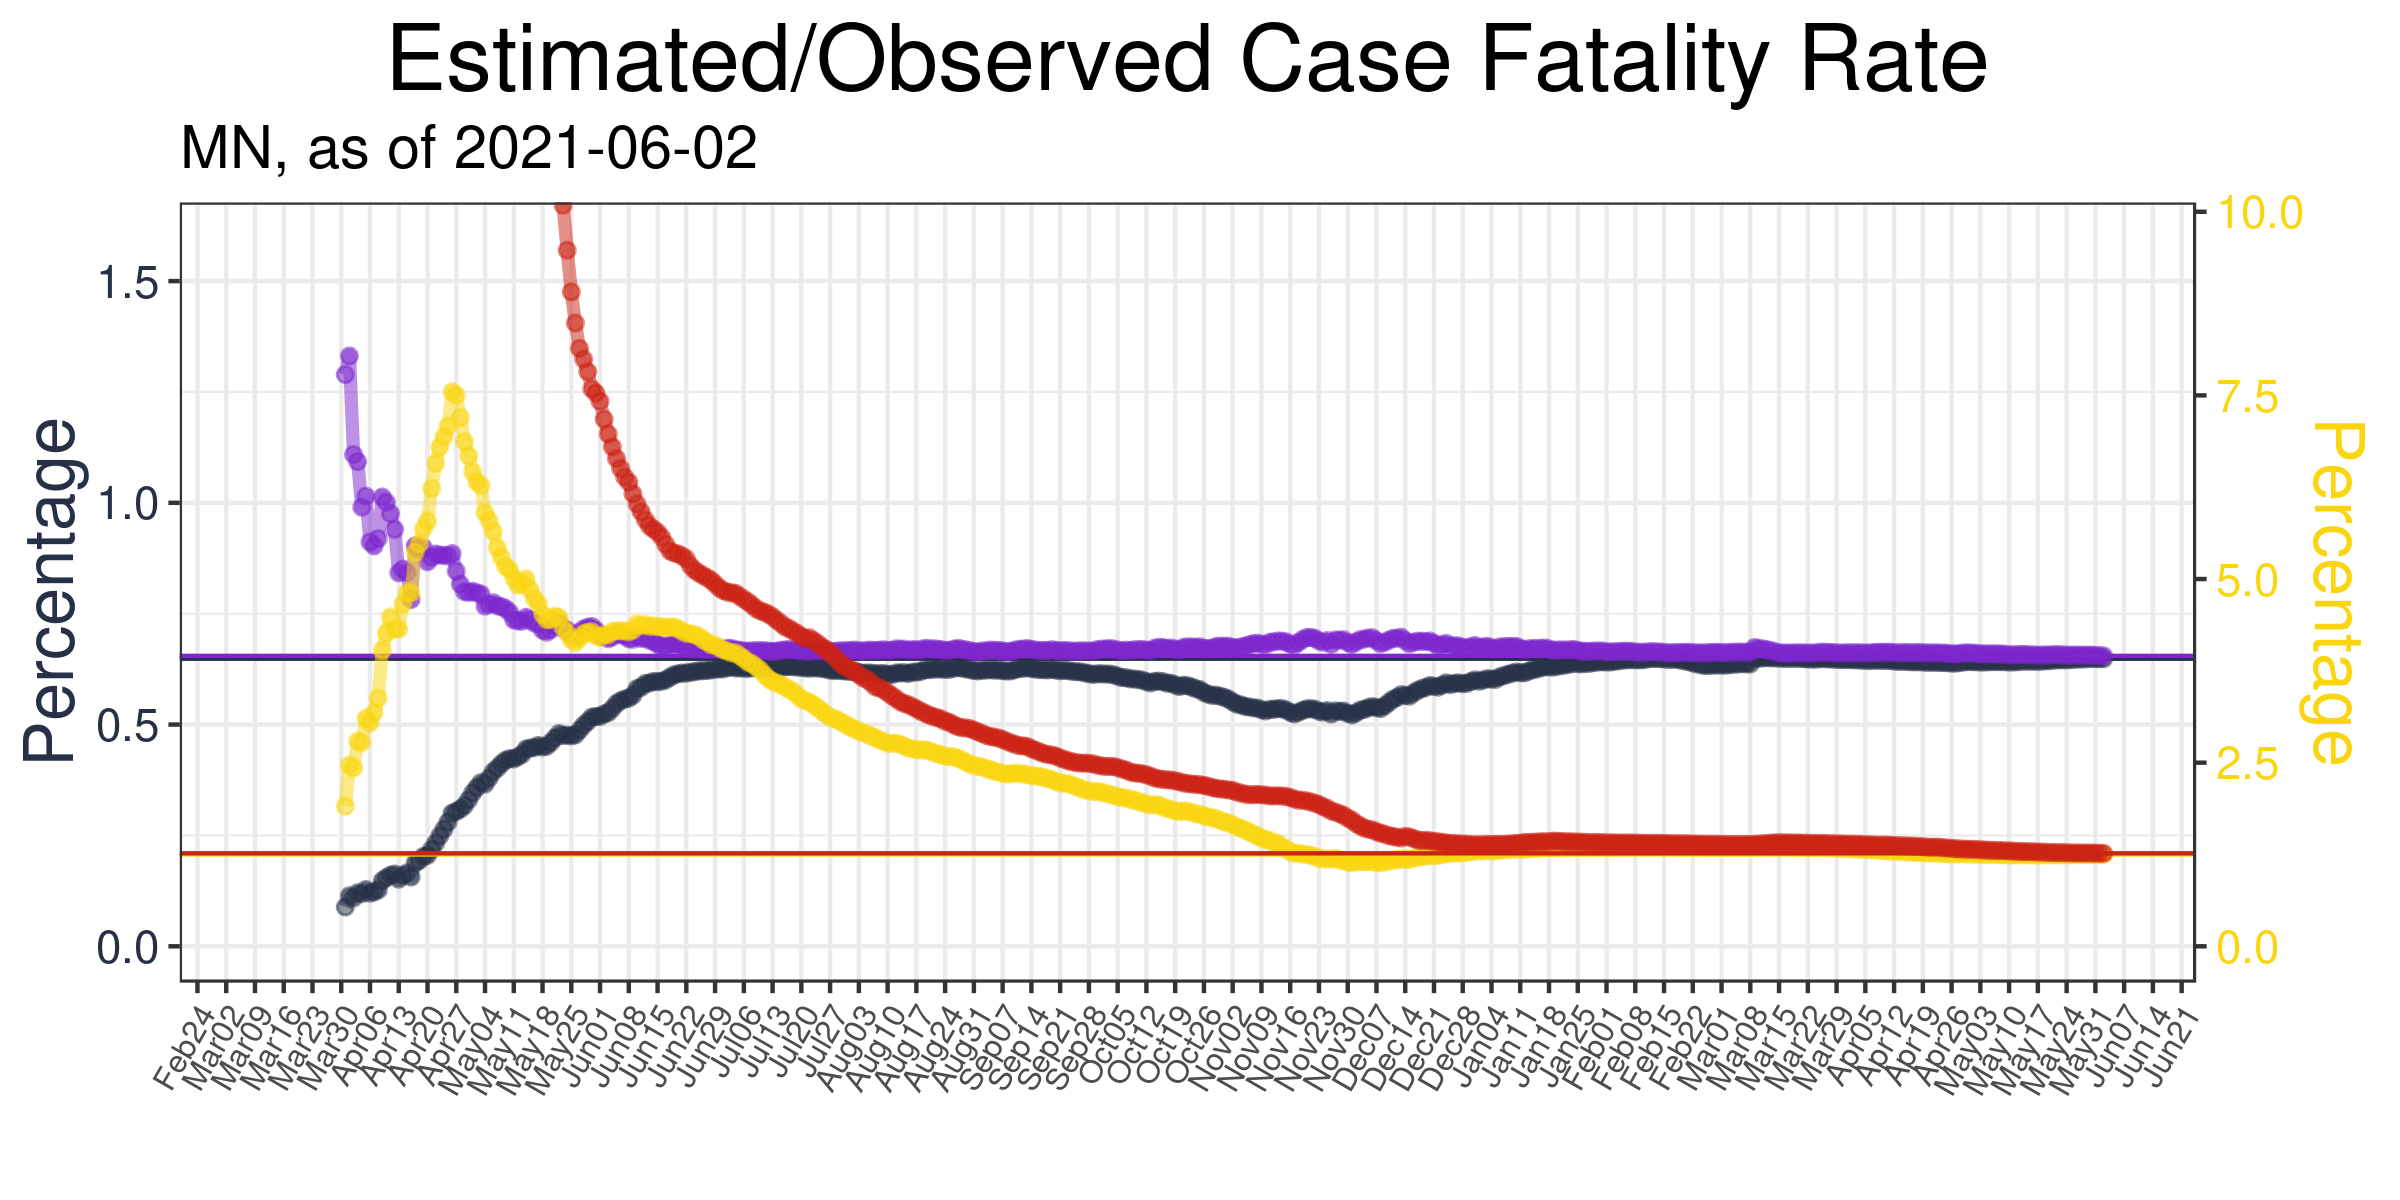 Estimated/Observed Case Fatality Rate
MN, as of 2021-06-02
Percentage
1.5
1.0
0.5
0.0
10.0
7.5
5.0
2.5
0.0
Percentage
Feb24
Mar02
Mar09
Mar16
Mar23
Mar30
Apr06
Apr13
Apr20
Apr27
May04
May11
May18
May25
Jun01
Jun08
Jun15
Jun22
Jun29
Jul06
Jul13
Jul20
Jul27
Aug03
Aug10
Aug17
Aug24
Aug31
Sep07
Sep14
Sep21
Sep28
Oct05
Oct12
Oct19
Oct26
Nov02
Nov09
Nov16
Nov23
Nov30
Dec07
Dec14
Dec21
Dec28
Jan04
Jan11
Jan18
Jan25
Feb01
Feb08
Feb15
Feb22
Mar01
Mar08
Mar15
Mar22
Mar29
Apr05
Apr12
Apr19
Apr26
May03
May10
May17
May24
May31
Jun07
Jun14
Jun21